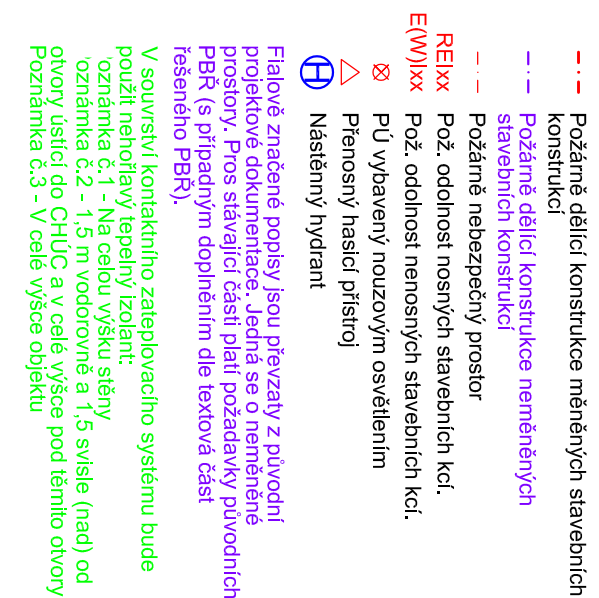 Požárně dělící konstrukce měněných stavebních
konstrukcí
Požárně dělící konstrukce neměněných
stavebních konstrukcí
Požárně nebezpečný prostor
REIxx Pož. odolnost nosných stavebních kcí.
E(W)Ixx Pož. odolnost nenosných stavebních kcí.
PÚ vybavený nouzovým osvětlením
Přenosný hasicí přístroj
H Nástěnný hydrant
Fialově značené popisy jsou převzaty z původní
projektové dokumentace. Jedná se o neměněné
prostory. Pros stávající části platí požadavky původních
PBŘ (s případným doplněním dle textová část
řešeného PBŘ).
V souvrství kontaktního zateplovacího systému bude
použit nehořlavý tepelný izolant:
'oznámka č.1 - Na celou výšku stěny
'oznámka č.2 - 1,5 m vodorovně a 1,5 svisle (nad) od
otvory ústící do CHÚC a v celé výšce pod těmito otvory
Poznámka č.3 - V celé výšce objektu